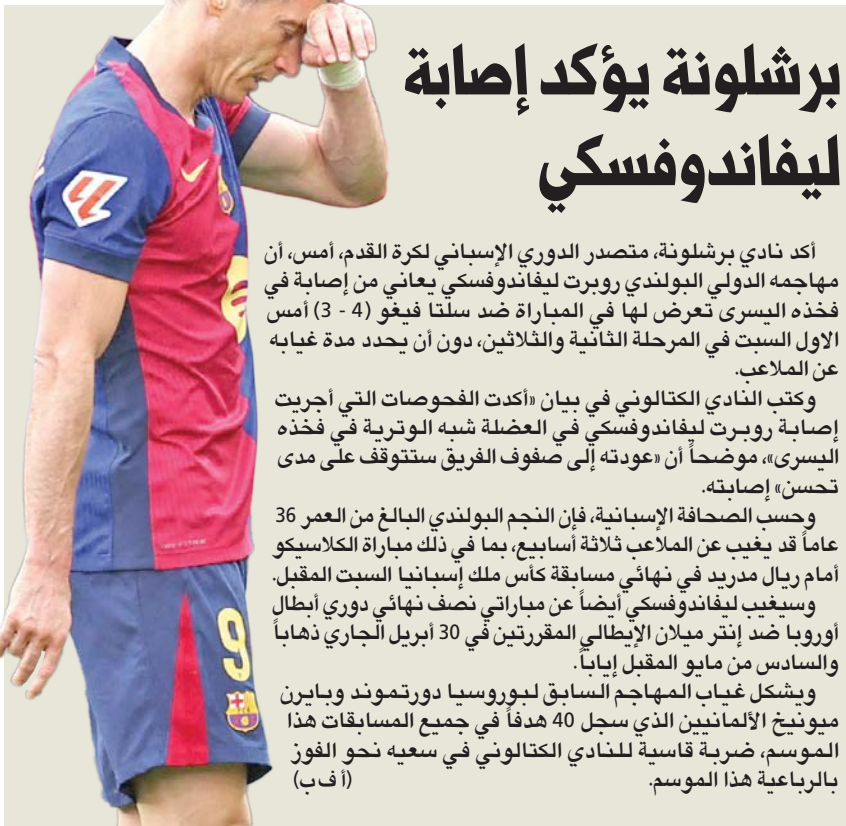 برشلونة يؤكد إصابة
ليفاندوفسكي
أكد نادي برشلونة، متصدر الدوري الإسباني لكرة القدم، أمس، أن
مهاجمه الدولي البولندي روبرت ليفاندوفسكي يعاني من إصابة في
فخذه اليسرى تعرض لها في المباراة ضد سلتا فيغو (4 - 3) أمس
الاول السبت في المرحلة الثانية والثلاثين، دون أن يحدد مدة غيابه
عن الملاعب.
وكتب النادي الكتالوني في بيان «أكدت الفحوصات التي أجريت
إصابة روبرت ليفاندوفسكي في العضلة شبه الوترية في فخذه
اليسرى»، موضحاً أن «عودته إلى صفوف الفريق ستتوقف على مدى
تحسن» إصابته.
وحسب الصحافة الإسبانية، فإن النجم البولندي البالغ من العمر 36
عاماً قد يغيب عن الملاعب ثلاثة أسابيع، بما في ذلك مباراة الكلاسيكو
أمام ريال مدريد في نهائي مسابقة كأس ملك إسبانيا السبت المقبل.
وسيغيب ليفاندوفسكي أيضاً عن مباراتي نصف نهائي دوري أبطال
أوروبا ضد إنتر ميلان الإيطالي المقررتين في 30 أبريل الجاري ذهاباً
والسادس من مايو المقبل إياباً.
ويشكل غياب المهاجم السابق لبوروسيا دورتموند وبايرن
ميونيخ الألمانيين الذي سجل 40 هدفاً في جميع المسابقات هذا
الموسم، ضربة قاسية للنادي الكتالوني في سعيه نحو الفوز
بالرباعية هذا الموسم. (أ ف ب)
9